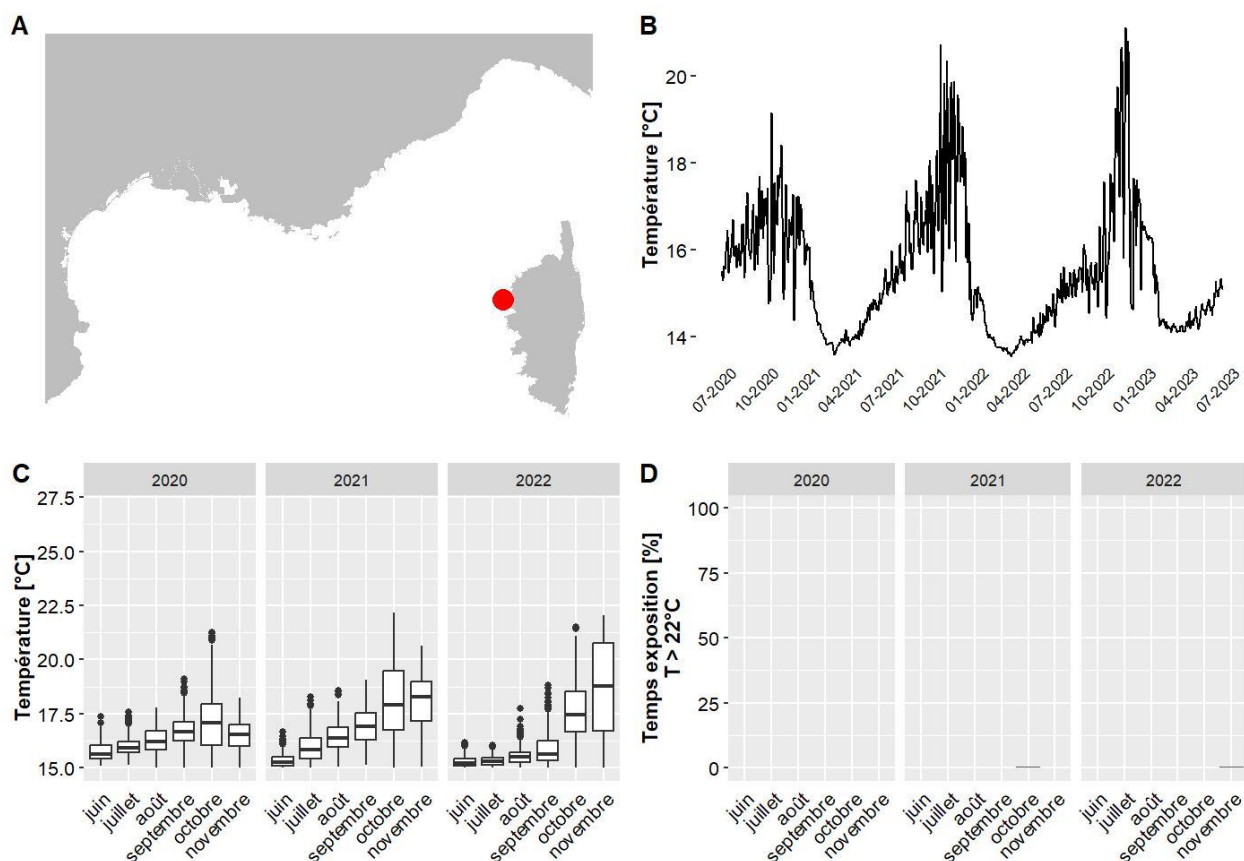 A
B
Température [°C]
20
18
16
14
07-2020
10-2020
01-2021
04-2021
07-2021
10-2021
01-2022
04-2022
07-2022
10-2022
01-2023
04-2023
07-2023
C
2020
2021
2022
Température [°C]
27.5
25.0
22.5
20.0
17.5
15.0
juin
juillet
août
septembre
octobre
novembre
juin
juillet
août
septembre
octobre
novembre
juin
juillet
août
septembre
octobre
novembre
D
2020
2021
2022
Temps exposition [%]
T > 22°C
100
75
50
25
0
juin
juillet
août
septembre
octobre
novembre
juin
juillet
août
septembre
octobre
novembre
juin
juillet
août
septembre
octobre
novembre